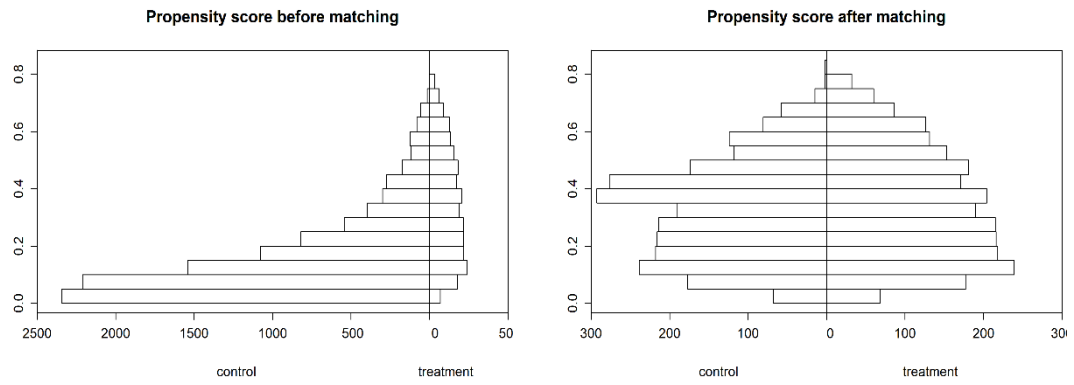 Propensity score before matching
Propensity score after matching
0.8
0.6
0.4
0.2
0.0
2500 2000 1500 1000 500 0 50
control treatment
0.8
0.6
0.4
0.2
0.0
300 200 100 0 100 200 30
control treatment